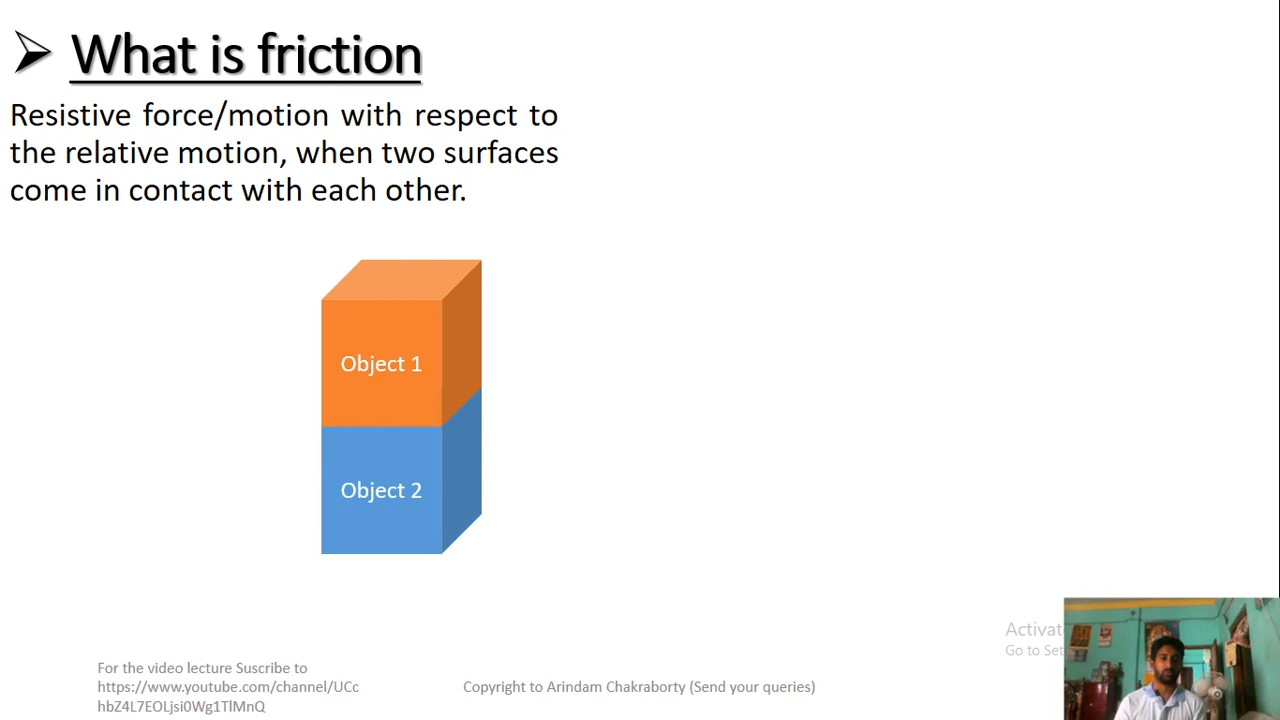 What is friction
Resistive force/motion with respect to
the relative motion, when two surfaces
come in contact with each other.
Object 1
Object 2
Activat
Go to Set
For the video lecture Suscribe to
https://www.youtube.com/channel/UCc
hbZ4L7EOLjsi0Wg1TlMnQ
Copyright to Arindam Chakraborty (Send your queries)